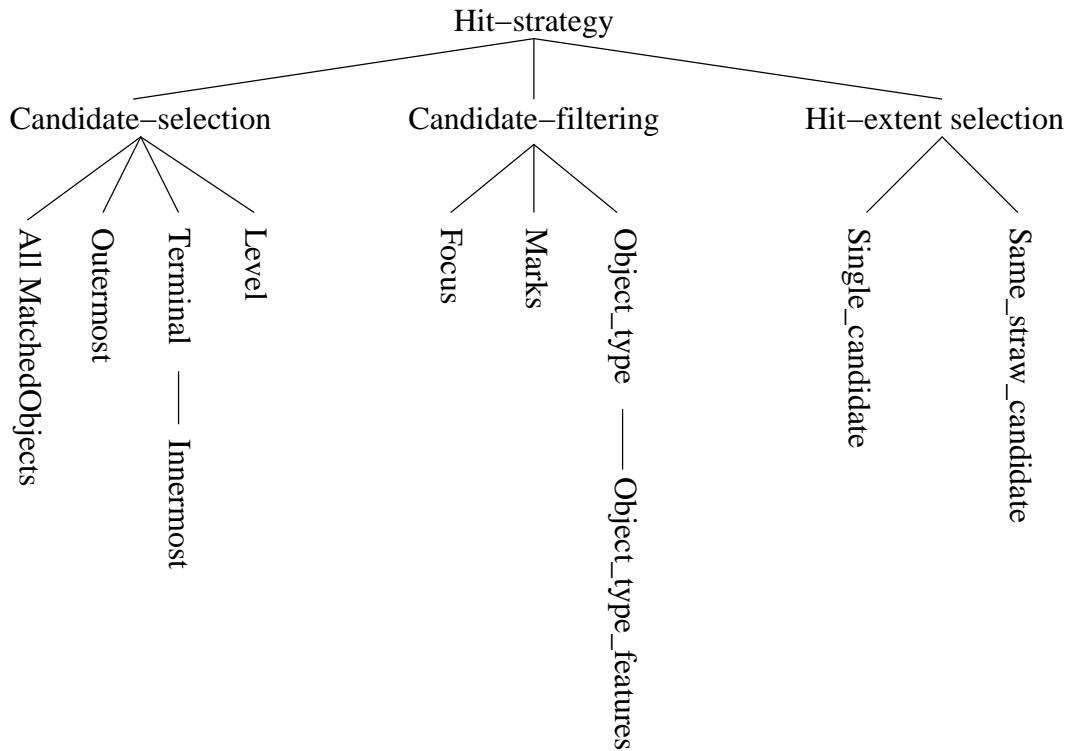 Hit−strategy
Candidate−selection
Candidate−filtering
Hit−extent selection
All MatchedObjects
Outermost
Terminal
Level
Focus
Marks
Object_type
Single_candidate
Same_straw_candidate
Innermost
Object_type_features